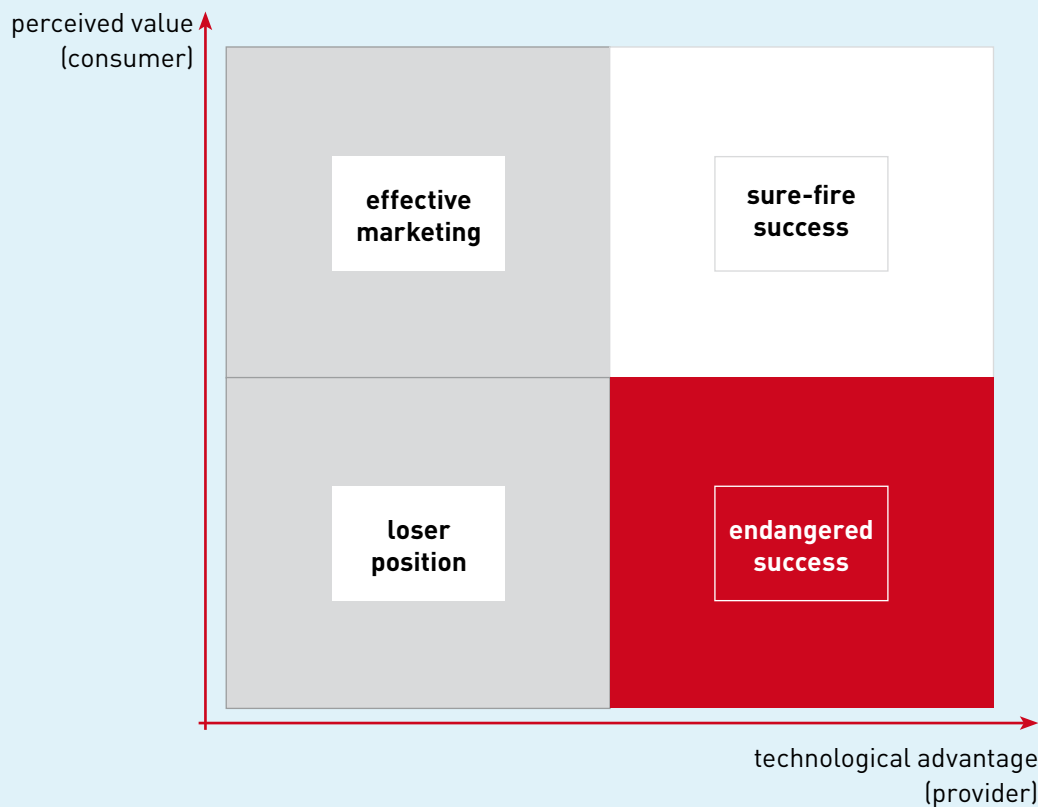 perceived value
(consumer)
effective
marketing
sure-fire
success
loser
position
endangered
success
technological advantage
(provider)